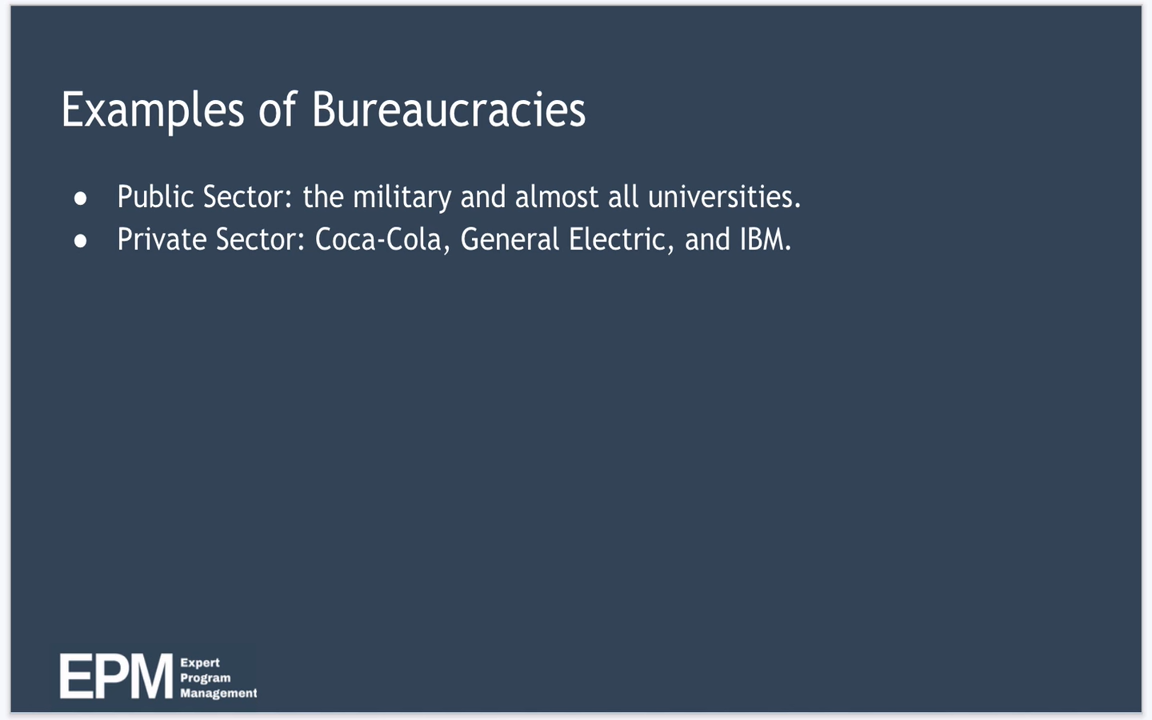 Examples of Bureaucracies
● Public Sector: the military and almost all universities.
● Private Sector: Coca-Cola, General Electric, and IBM.
EPM
Expert
Program
Management